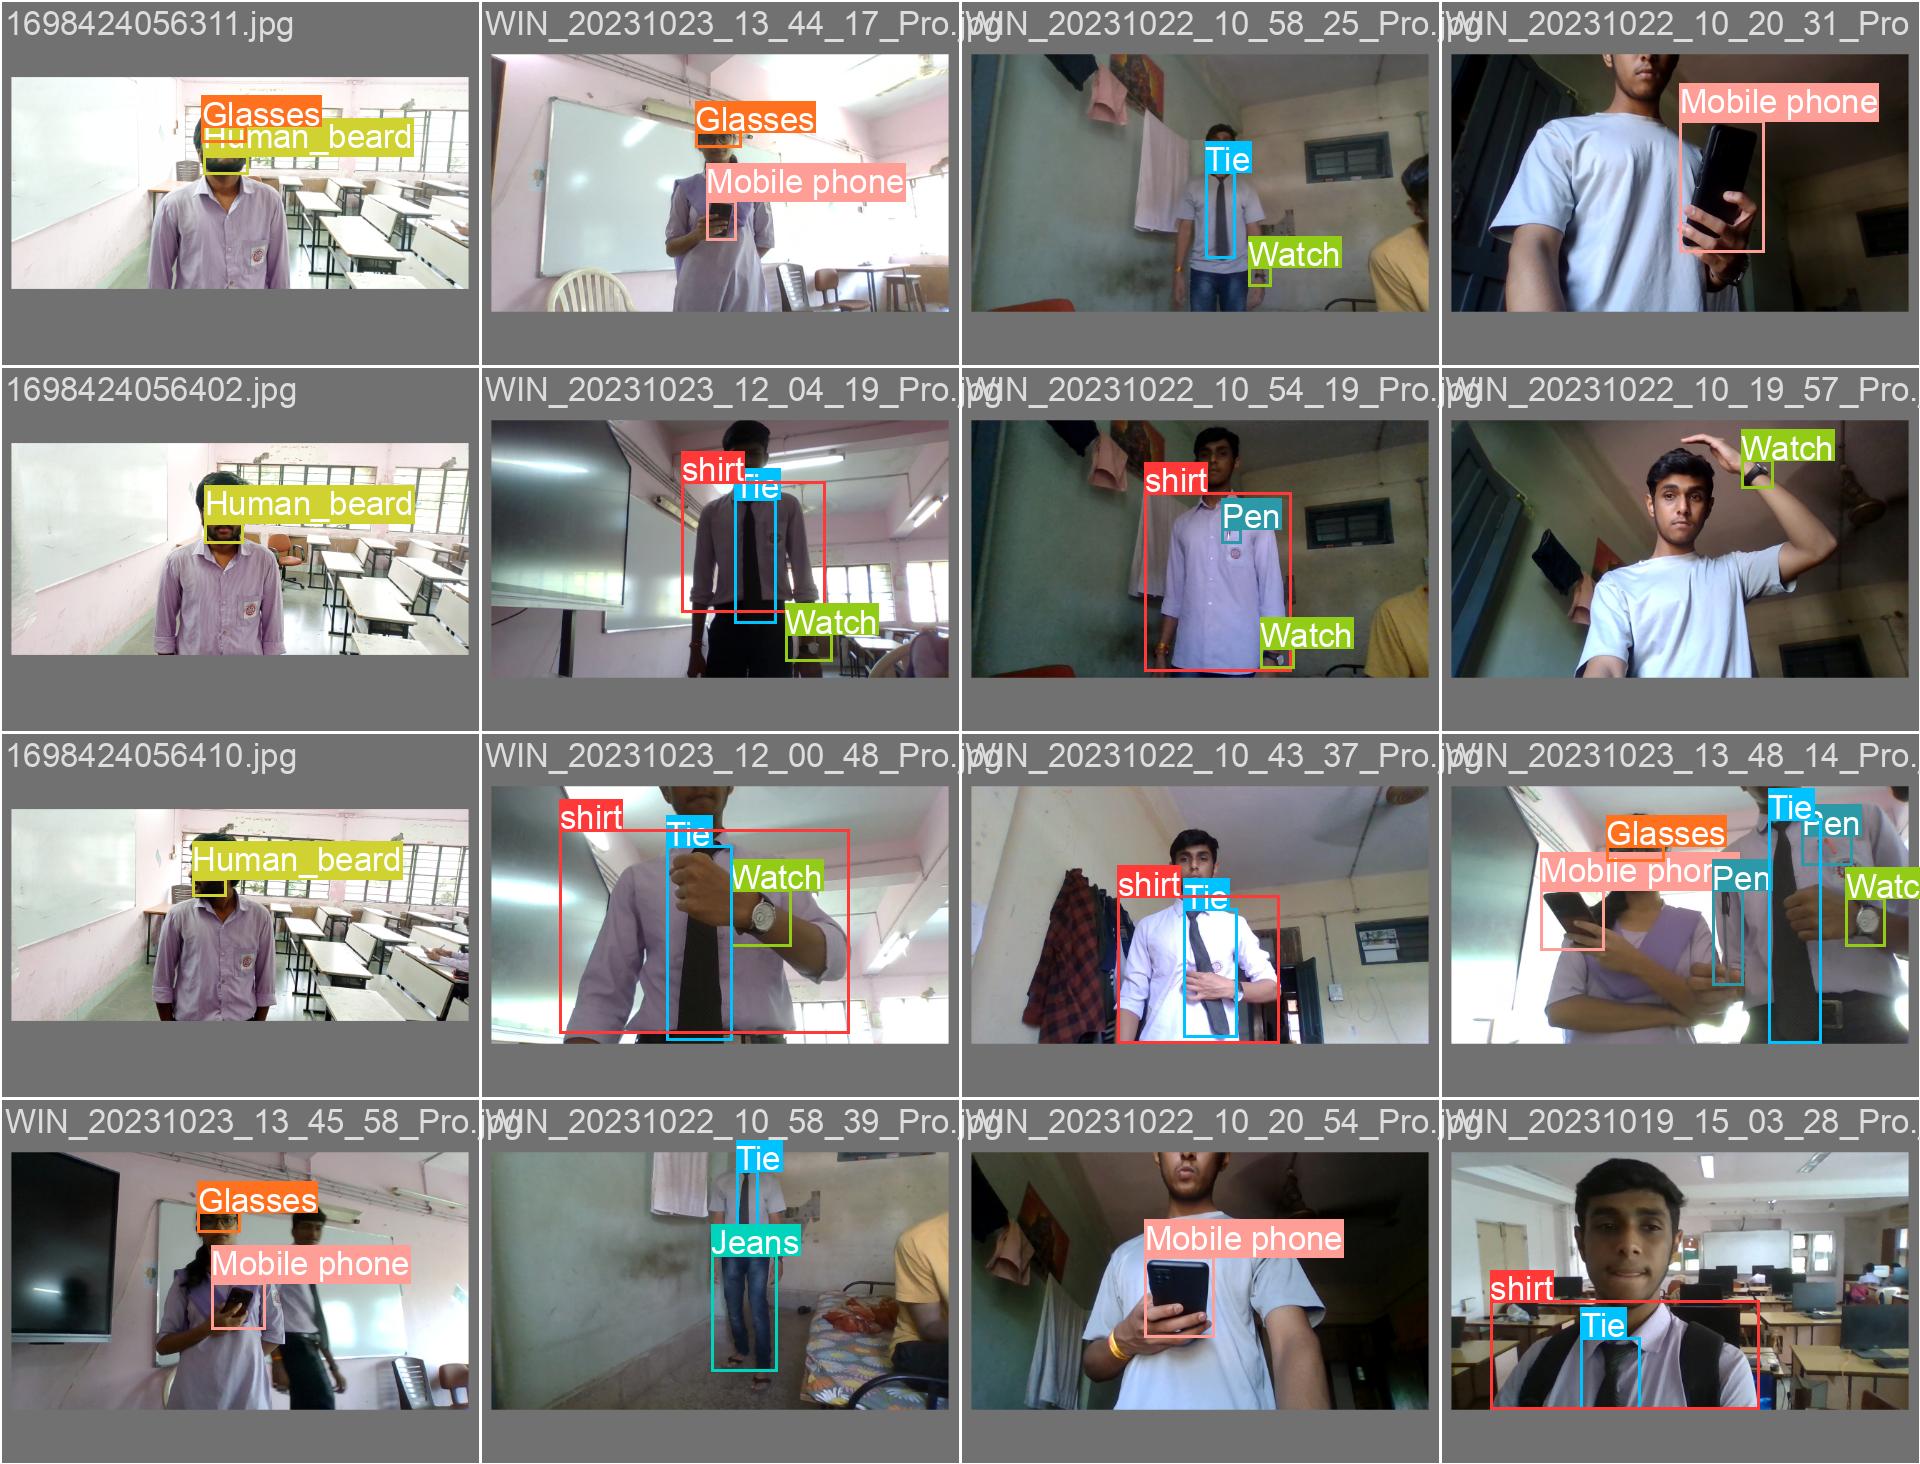 1698424056311.jpg
Glasses
Human_beard
WIN_20231023_13_44_17_Pro.jpg
Glasses
Mobile phone
WIN_20231022_10_58_25_Pro.jpg
Tie
Watch
WIN_20231022_10_20_31_Pro
Mobile phone
1698424056402.jpg
Human_beard
WIN_20231023_12_04_19_Pro.jpg
shirt
Tie
Watch
WIN_20231022_10_54_19_Pro.jpg
shirt
Pen
Watch
WIN_20231022_10_19_57_Pro.
Watch
1698424056410.jpg
Human_beard
WIN_20231023_12_00_48_Pro.jpg
shirt
Tie
Watch
WIN_20231022_10_43_37_Pro.jpg
shirt
Tie
WIN_20231023_13_48_14_Pro.
Tie
Pen
Glasses
Mobile phon
Pen
Watc
WIN_20231023_13_45_58_Pro.jpg
Glasses
Mobile phone
WIN_20231022_10_58_39_Pro.jpg
Tie
Jeans
WIN_20231022_10_20_54_Pro.jpg
Mobile phone
WIN_20231019_15_03_28_Pro.
shirt
Tie